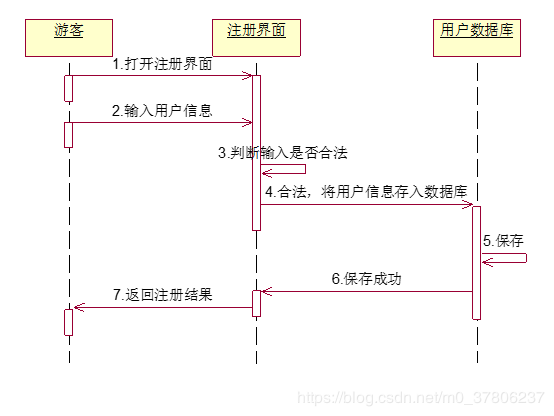 游客
注册界面
用户数据库
1.打开注册界面
2.输入用户信息
3.判断输入是否合法
4.合法，将用户信息存入数据库
5.保存
6.保存成功
7.返回注册结果
https://blog.csdn.net/m0_37806237